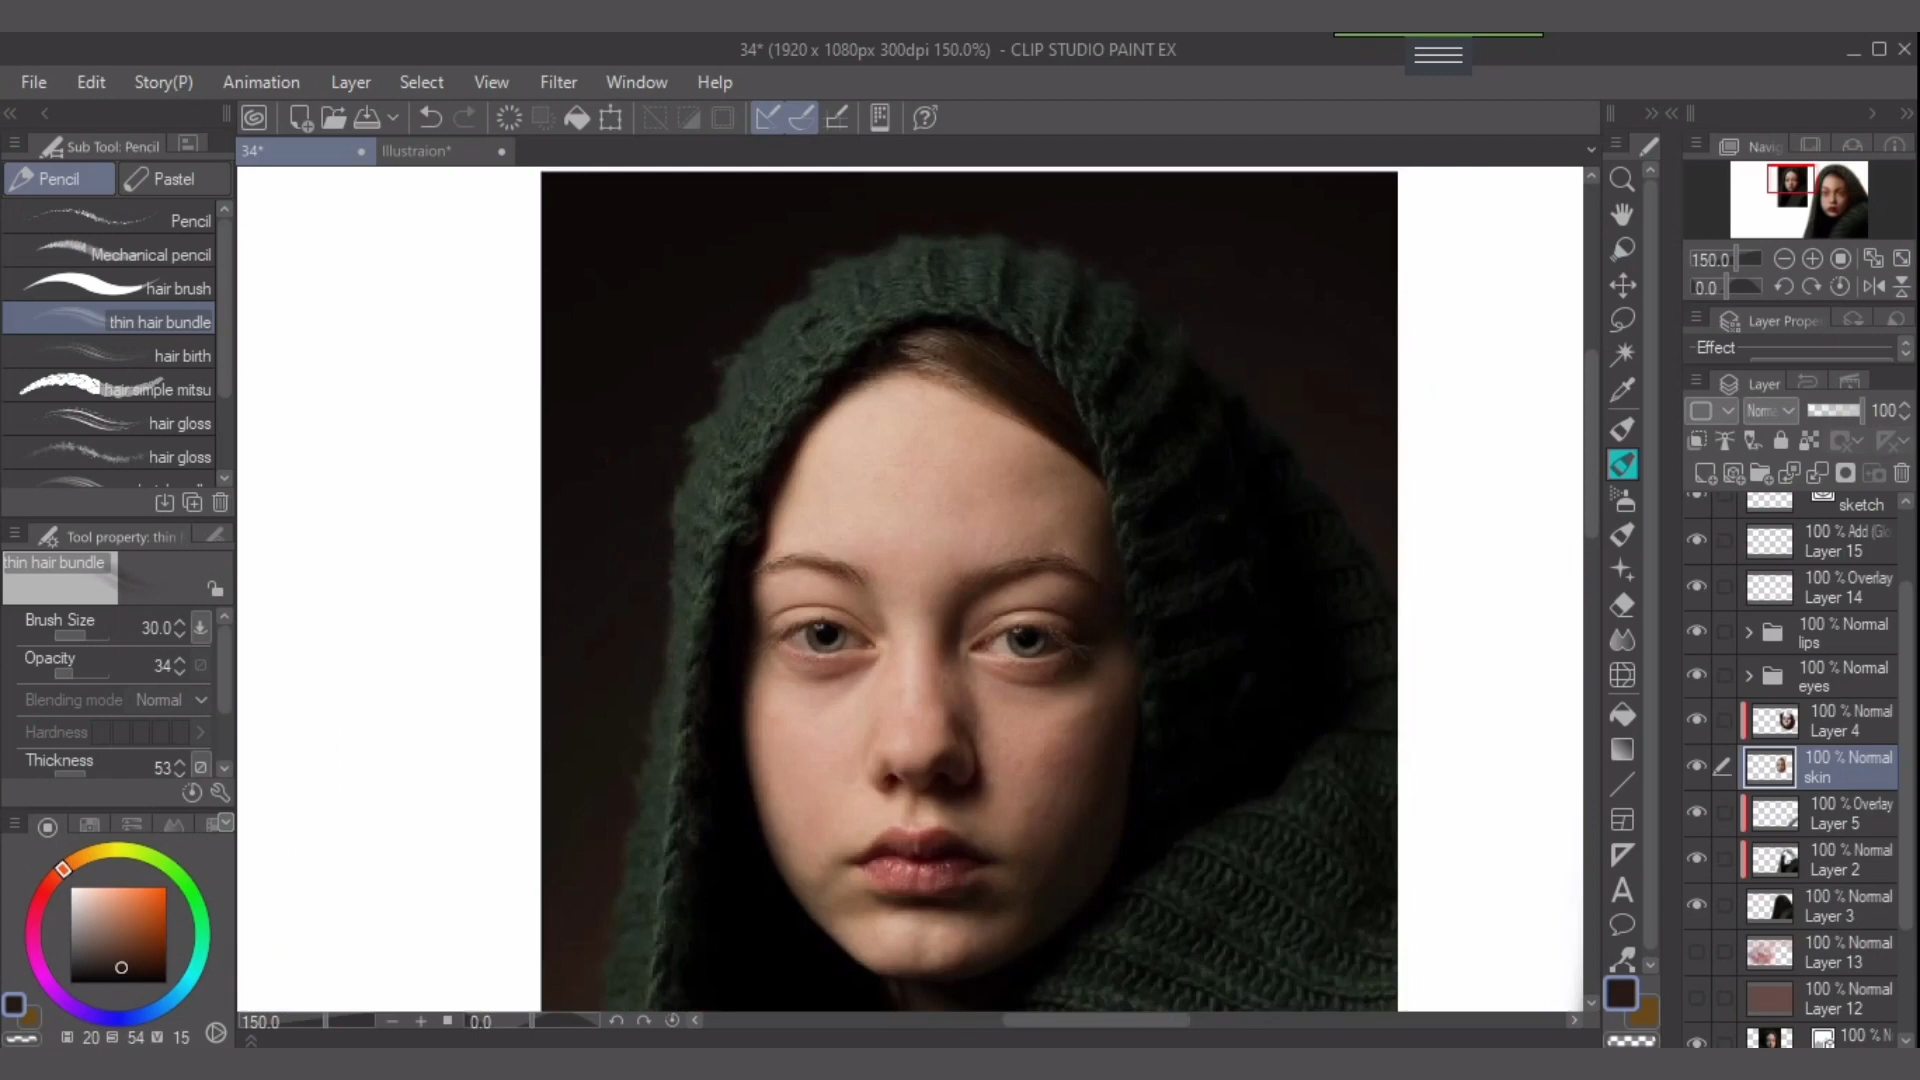 34* (1920 x 1080px 300dpi 150.0%) - CLIP STUDIO PAINT EX
File Edit Story(P) Animation Layer Select View Filter Window Help
Sub Tool: Pencil
34* Illustraion*
Pencil Pastel
Pencil
Mechanical pencil
hair brush
thin hair bundle
hair birth
hair simple mitsu
hair gloss
hair gloss
Tool property: thin
thin hair bundle
Brush Size 30.0
Opacity 34
Blending mode Normal
Hardness
Thickness 53
20 54 15
150.0 0.0
A
Navig
150.0
0.0
Layer Prope
Effect
Layer
Norma 100
sketch
100 % Add (Glo
Layer 15
100 % Overlay
Layer 14
100 % Normal
lips
100 % Normal
eyes
100 % Normal
Layer 4
100 % Normal
skin
100 % Overlay
Layer 5
100 % Normal
Layer 2
100 % Normal
Layer 3
100 % Normal
Layer 13
100 % Normal
Layer 12
100 % N